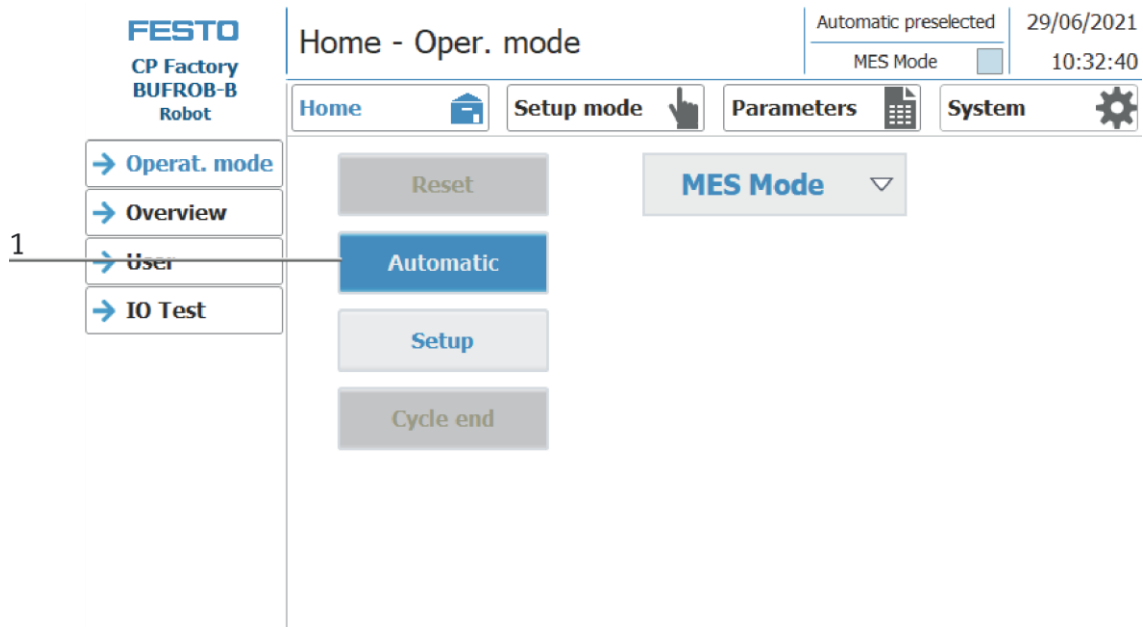 FESTO
CP Factory
BUFROB-B
Robot
Home - Oper. mode
Automatic preselected
MES Mode
29/06/2021
10:32:40
Home
Setup mode
Parameters
System
Operat. mode
Overview
User
IO Test
1
Reset
MES Mode
Automatic
Setup
Cycle end